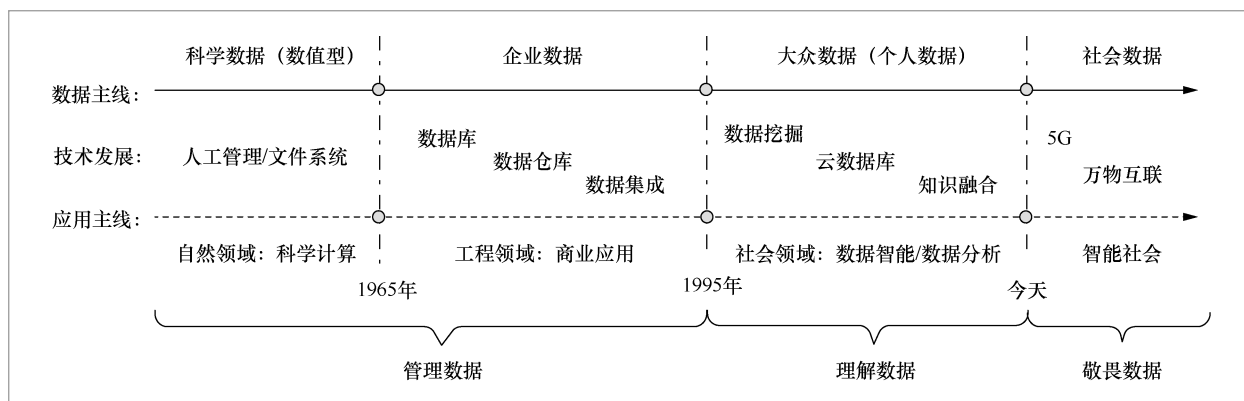 科学数据（数值型） 企业数据 大众数据（个人数据） 社会数据
数据主线：
技术发展： 人工管理/文件系统 数据库 数据仓库 数据集成 数据挖掘 云数据库 知识融合 5G 万物互联
应用主线：
自然领域：科学计算 工程领域：商业应用 社会领域：数据智能/数据分析 智能社会
1965年 1995年 今天
管理数据 理解数据 敬畏数据